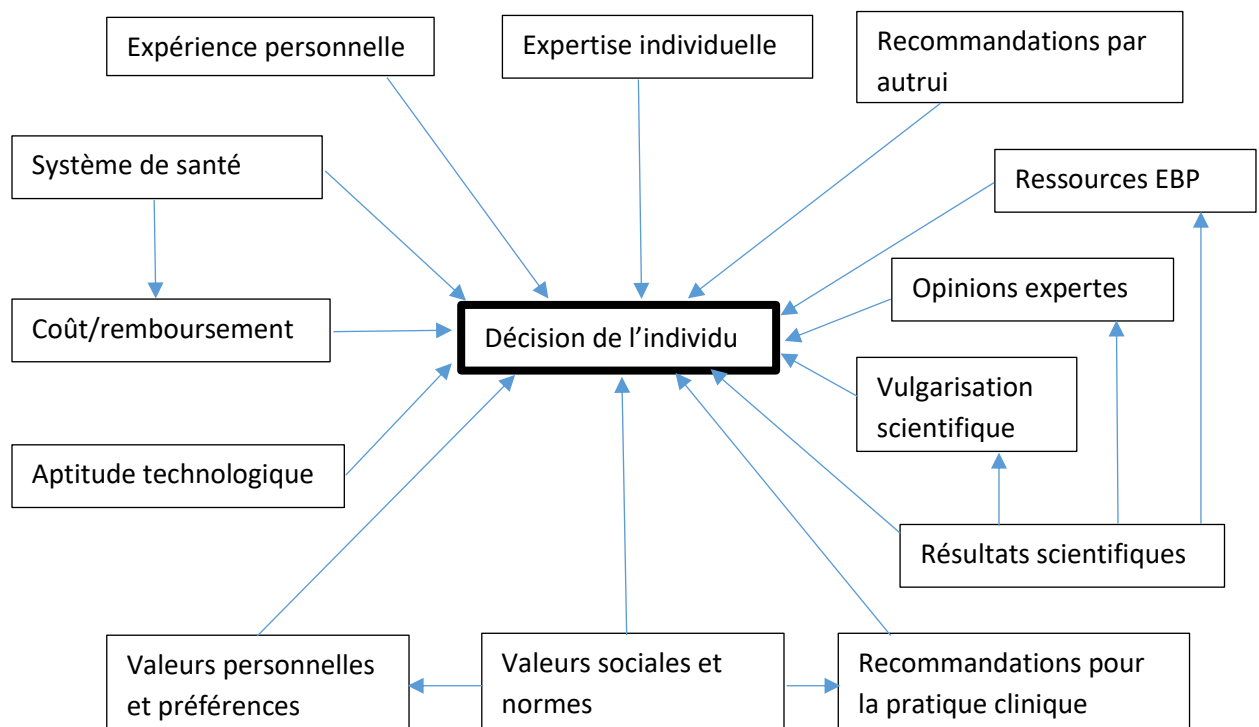 Expérience personnelle
Expertise individuelle
Recommandations par
autrui
Système de santé
Ressources EBP
Opinions expertes
Coût/remboursement
Décision de l’individu
Vulgarisation
scientifique
Aptitude technologique
Résultats scientifiques
Valeurs personnelles
et préférences
Valeurs sociales et
normes
Recommandations pour
la pratique clinique